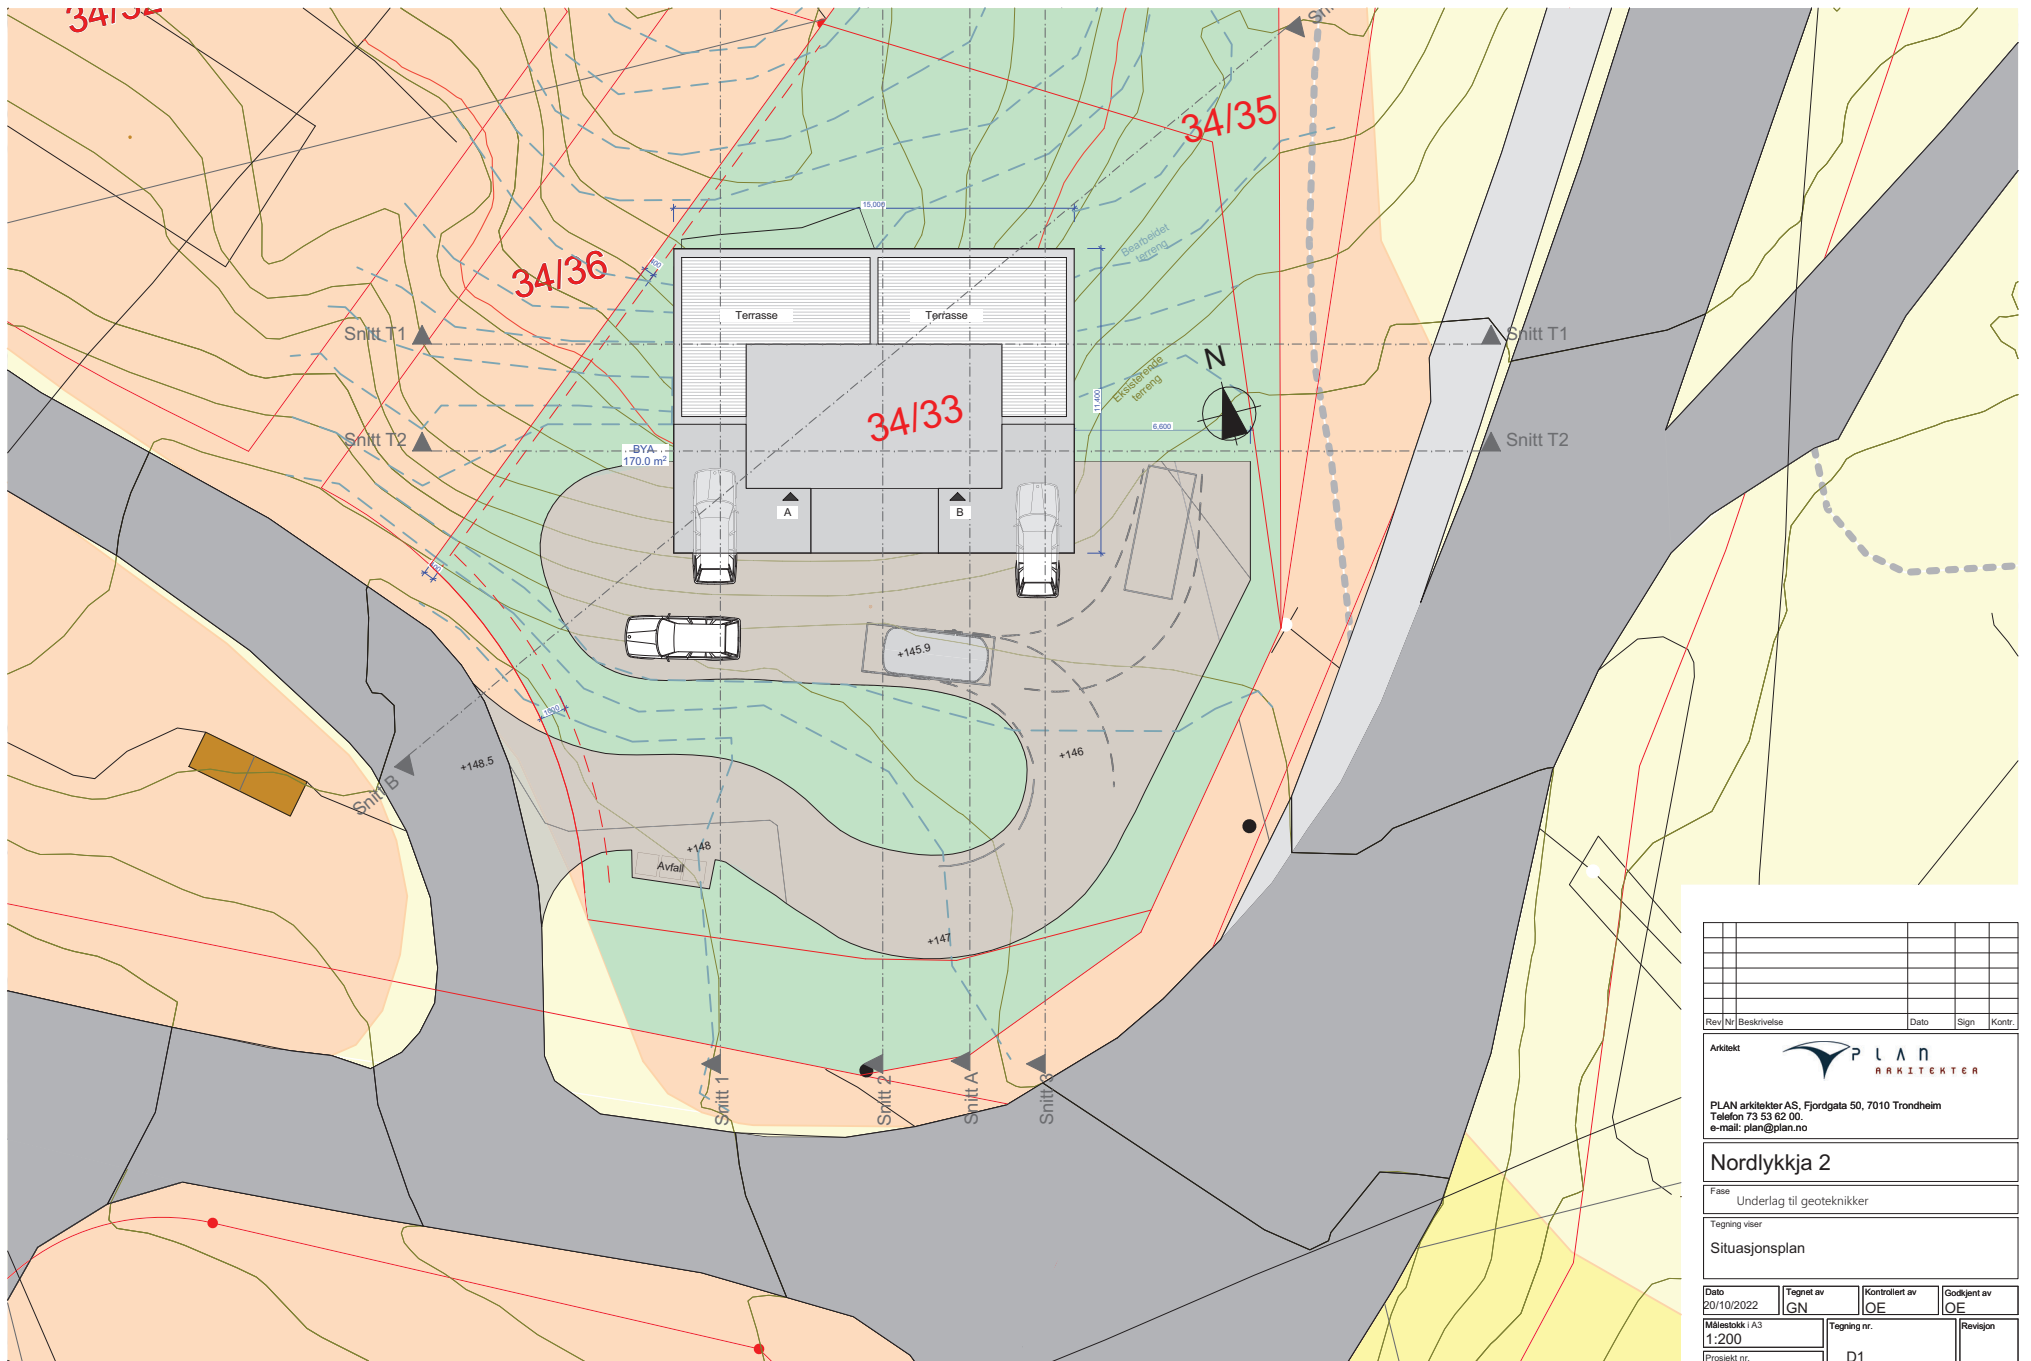 34/32
Sni
34/35
15,000
Bearbeidet
terreng
34/36
400
Terrasse
Terrasse
Snitt T1
Snitt T1
N
Eksisterende
terreng
11,400
34/33
6,600
Snitt T2
Snitt T2
BYA
170.0 m²
A
B
+145.9
1800
+146
+148.5
Snitt B
+148
Avfall
+147
Snitt 1
Snitt 2
Snitt A
Snitt 3
Rev Nr Beskrivelse Dato Sign Kontr.
Arkitekt
PLAN
ARKITEKTER
PLAN arkitekter AS, Fjordgata 50, 7010 Trondheim
Telefon 73 53 62 00.
e-mail: plan@plan.no
Nordlykkja 2
Fase
Underlag til geoteknikker
Tegning viser
Situasjonsplan
Dato Tegnet av Kontrollert av Godkjent av
20/10/2022 GN OE OE
Målestokk i A3 Tegning nr. Revisjon
1:200
Prosjekt nr. D1